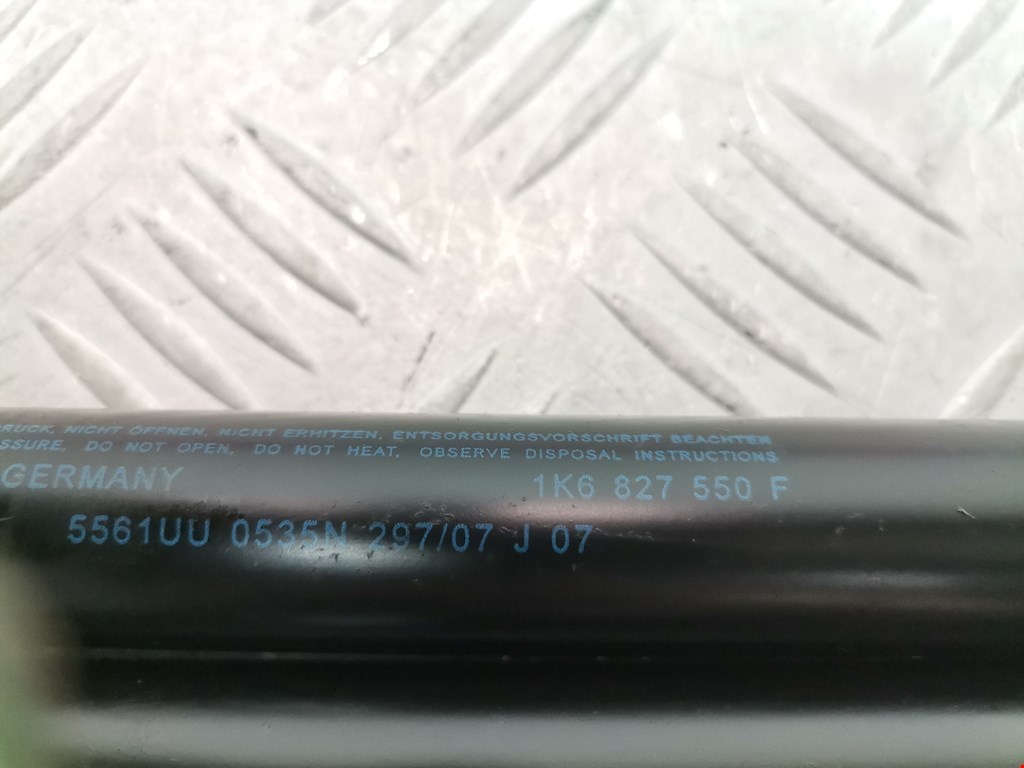 RUCK, NICHT ÖFFNEN, NICHT ERHITZEN, ENTSORGUNGSVORSCHRIFT BEACHTEN
SSURE, DO NOT OPEN, DO NOT HEAT, OBSERVE DISPOSAL INSTRUCTIONS
GERMANY 1K6 827 550 F
5561UU 0535N 297/07 J 07